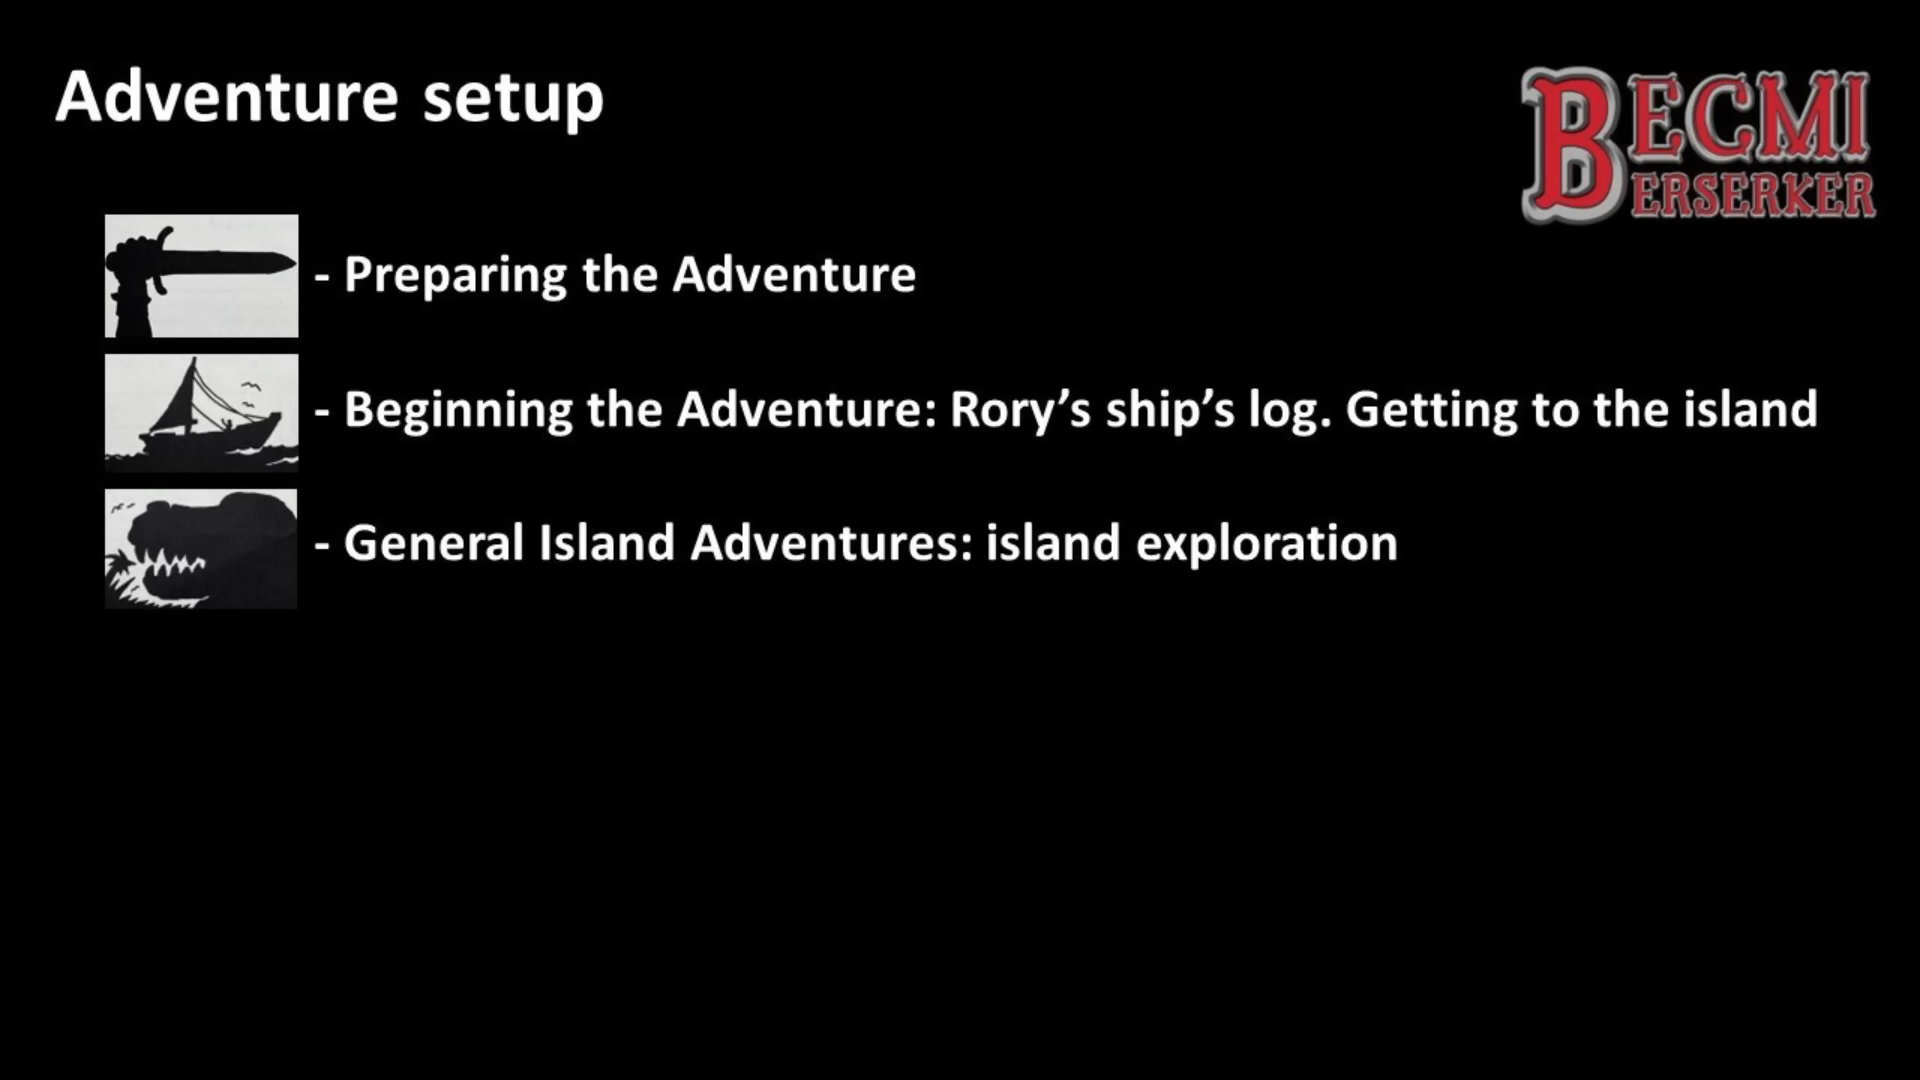 Adventure setup
BECMI
BERSERKER
- Preparing the Adventure
- Beginning the Adventure: Rory’s ship’s log. Getting to the island
- General Island Adventures: island exploration